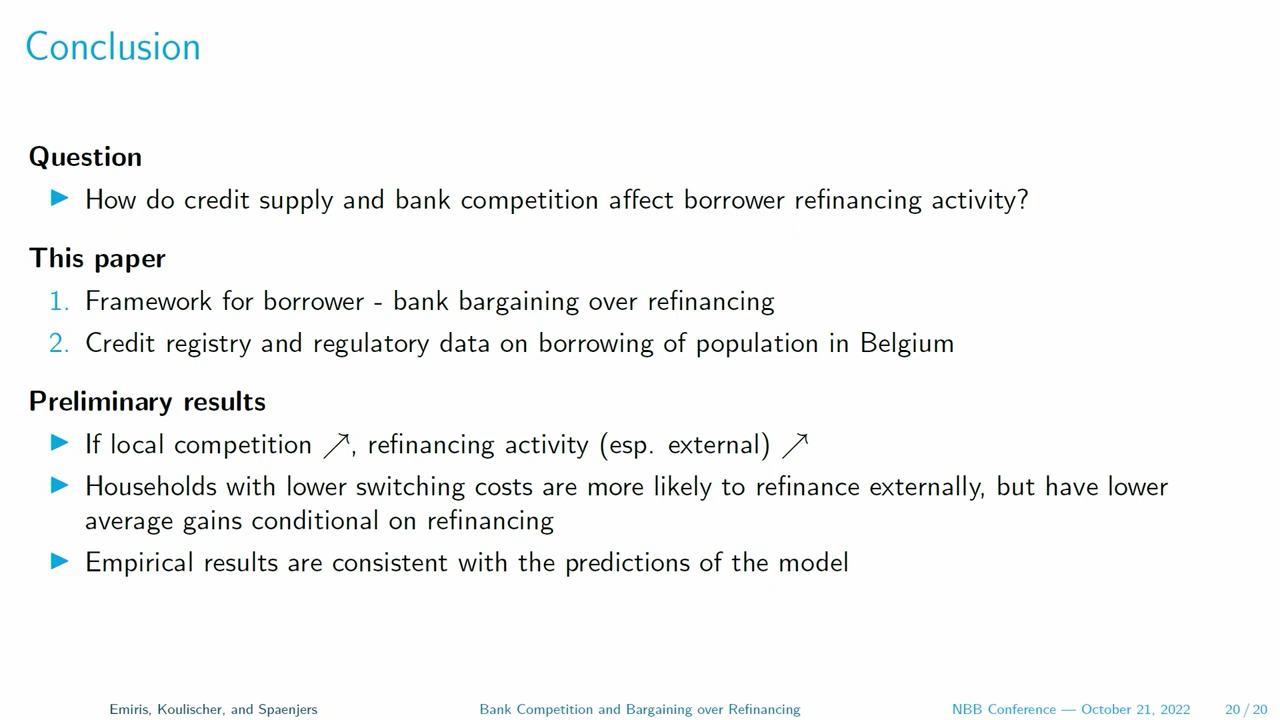 Conclusion
Question
▶ How do credit supply and bank competition affect borrower refinancing activity?
This paper
1. Framework for borrower - bank bargaining over refinancing
2. Credit registry and regulatory data on borrowing of population in Belgium
Preliminary results
▶ If local competition ↗, refinancing activity (esp. external) ↗
▶ Households with lower switching costs are more likely to refinance externally, but have lower
average gains conditional on refinancing
▶ Empirical results are consistent with the predictions of the model
Emiris, Koulischer, and Spaenjers Bank Competition and Bargaining over Refinancing NBB Conference — October 21, 2022 20 / 20